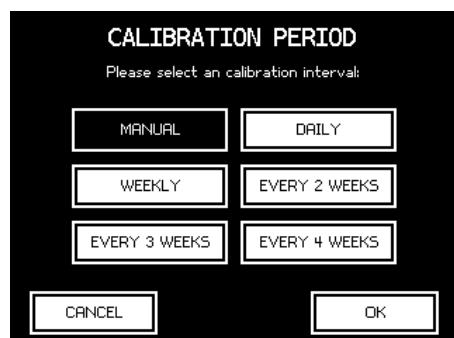 CALIBRATION PERIOD
Please select an calibration interval:
MANUAL DAILY
WEEKLY EVERY 2 WEEKS
EVERY 3 WEEKS EVERY 4 WEEKS
CANCEL OK